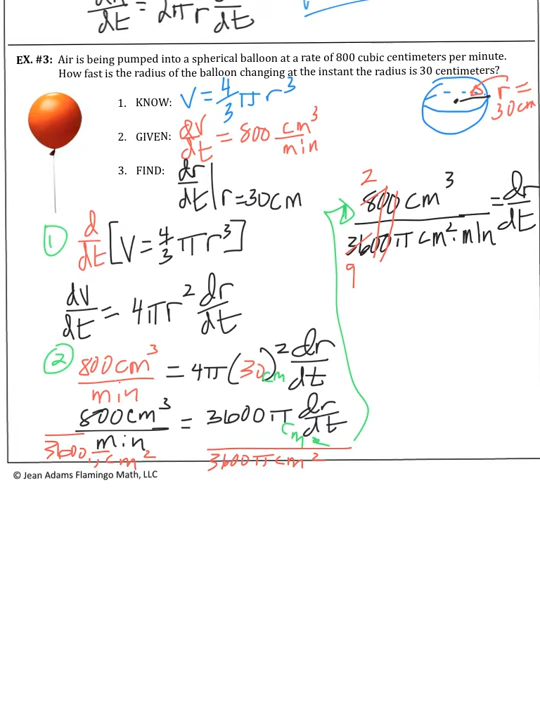 dt = 2πr dt
EX. #3: Air is being pumped into a spherical balloon at a rate of 800 cubic centimeters per minute.
How fast is the radius of the balloon changing at the instant the radius is 30 centimeters?
1. KNOW: V = 4/3 πr³
r = 30cm
2. GIVEN: dV/dt = 800 cm³/min
3. FIND: dr/dt | r=30cm
① d/dt [V = 4/3 πr³]
dV/dt = 4πr² dr/dt
② 800cm³/min = 4π(30cm)² dr/dt
800cm³/min = 3600π cm² dr/dt
3600πcm² 3600πcm²
2
800cm³/3600π cm²·min = dr/dt
9
© Jean Adams Flamingo Math, LLC